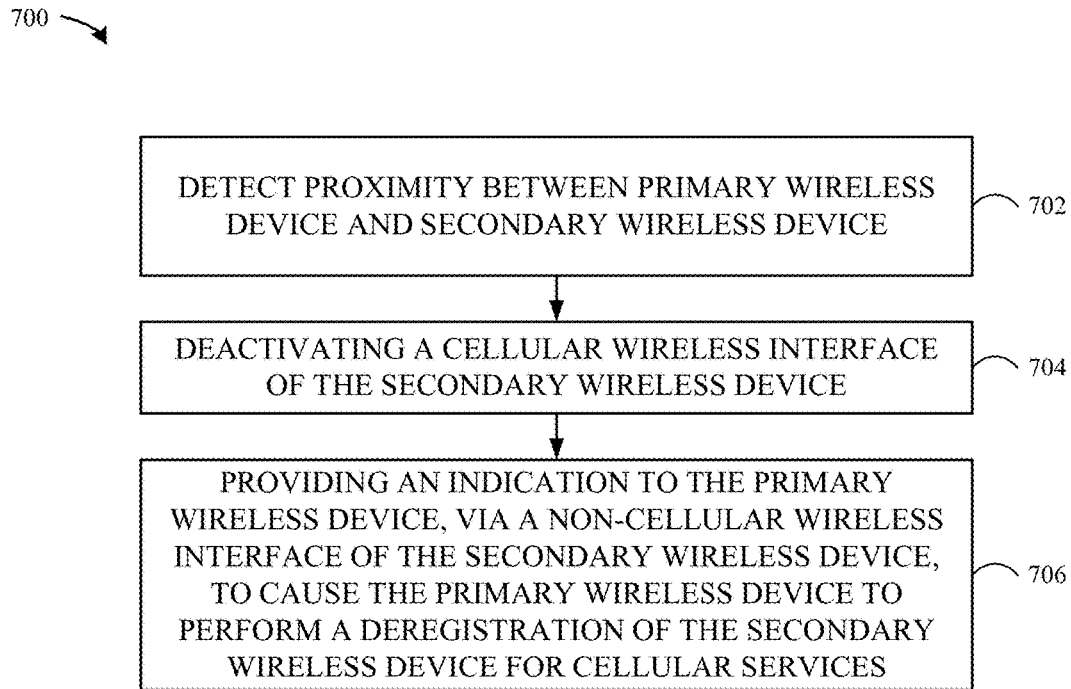 700
DETECT PROXIMITY BETWEEN PRIMARY WIRELESS
DEVICE AND SECONDARY WIRELESS DEVICE
702
DEACTIVATING A CELLULAR WIRELESS INTERFACE
OF THE SECONDARY WIRELESS DEVICE
704
PROVIDING AN INDICATION TO THE PRIMARY
WIRELESS DEVICE, VIA A NON-CELLULAR WIRELESS
INTERFACE OF THE SECONDARY WIRELESS DEVICE,
TO CAUSE THE PRIMARY WIRELESS DEVICE TO
PERFORM A DEREGISTRATION OF THE SECONDARY
WIRELESS DEVICE FOR CELLULAR SERVICES
706